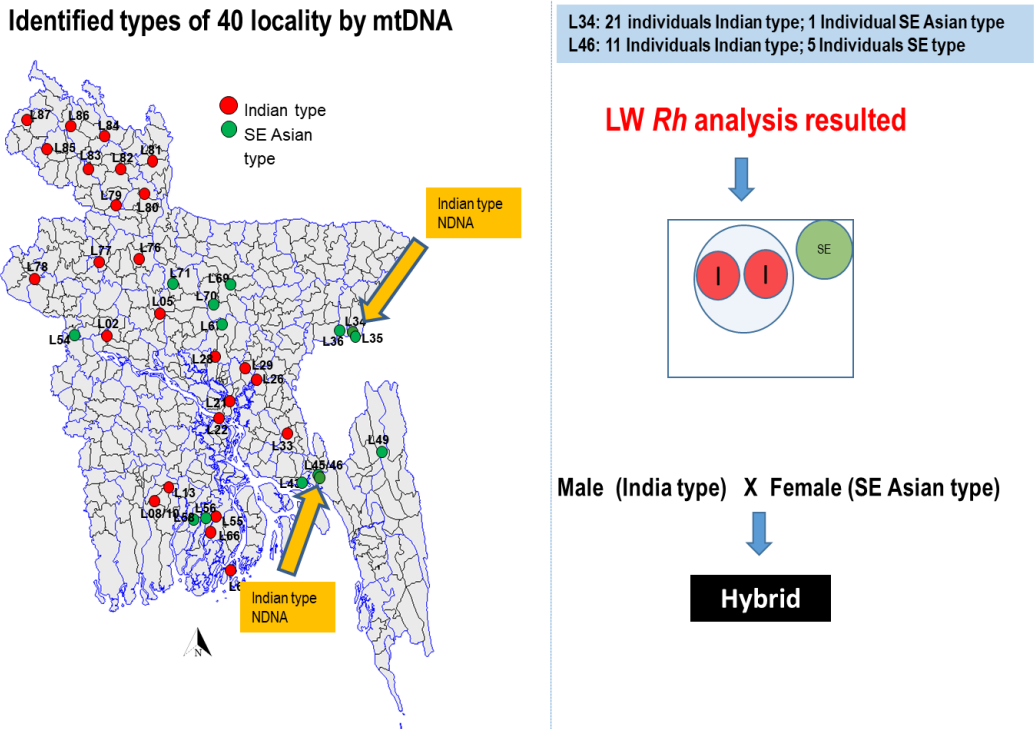 Identified types of 40 locality by mtDNA
L34: 21 individuals Indian type; 1 Individual SE Asian type
L46: 11 Individuals Indian type; 5 Individuals SE type
Indian type
SE Asian
type
L87
L86
L84
L85
L83
L82
L81
L79
L80
LW Rh analysis resulted
Indian type
NDNA
L77
L76
L78
L71
L69
L70
L05
I
I
SE
L02
L54
L34
L36
L35
L28
L29
L26
L21
L22
L33
L49
L45/46
L13
L08/10
L56
L58
L55
L66
Male (India type) X Female (SE Asian type)
Indian type
NDNA
Hybrid
N